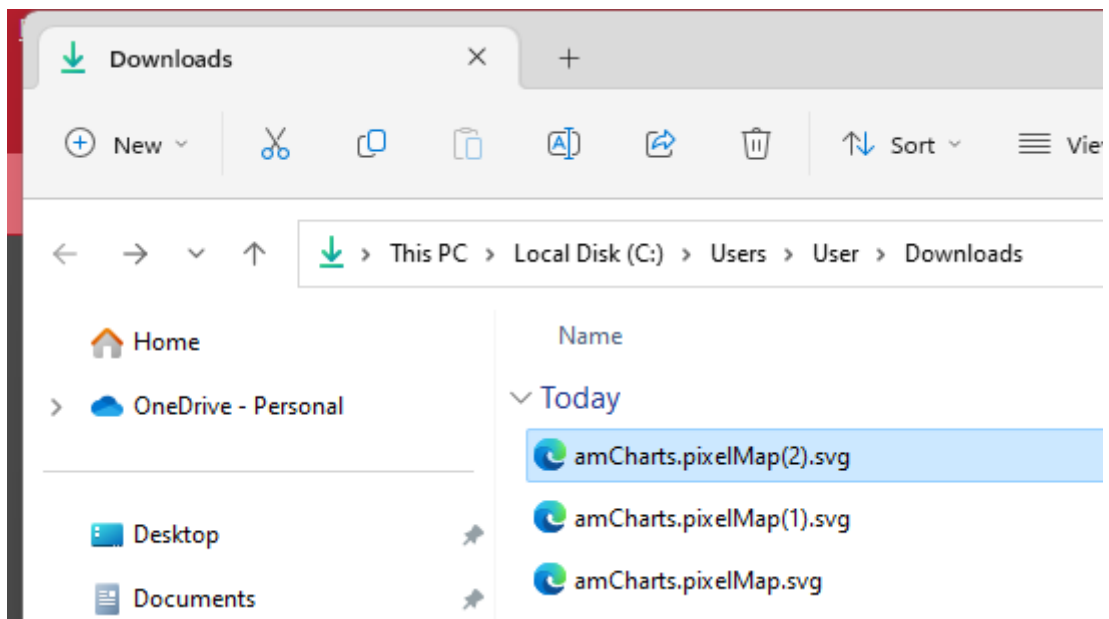 Downloads
New
Sort
This PC > Local Disk (C:) > Users > User > Downloads
Home
OneDrive - Personal
Desktop
Documents
Name
Today
amCharts.pixelMap(2).svg
amCharts.pixelMap(1).svg
amCharts.pixelMap.svg